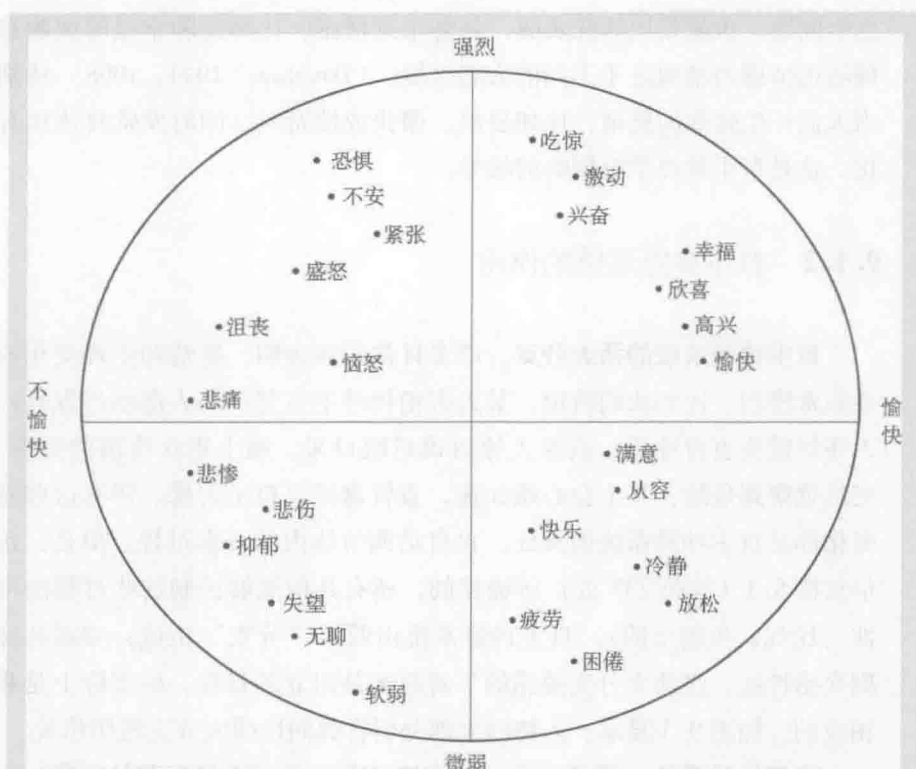 强烈
吃惊
恐惧
激动
不安
兴奋
紧张
幸福
盛怒
欣喜
沮丧
高兴
恼怒
愉快
悲痛
不愉快
愉快
满意
悲惨
从容
悲伤
快乐
抑郁
冷静
失望
放松
疲劳
无聊
困倦
软弱
微弱